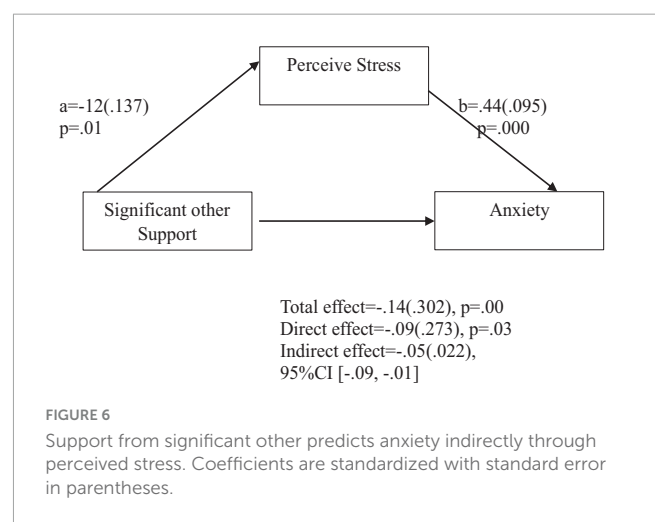 Perceive Stress
a=-12(.137)
p=.01
b=.44(.095)
p=.000
Significant other
Support
Anxiety
Total effect=-.14(.302), p=.00
Direct effect=-.09(.273), p=.03
Indirect effect=-.05(.022),
95%CI [-.09, -.01]
FIGURE 6
Support from significant other predicts anxiety indirectly through
perceived stress. Coefficients are standardized with standard error
in parentheses.